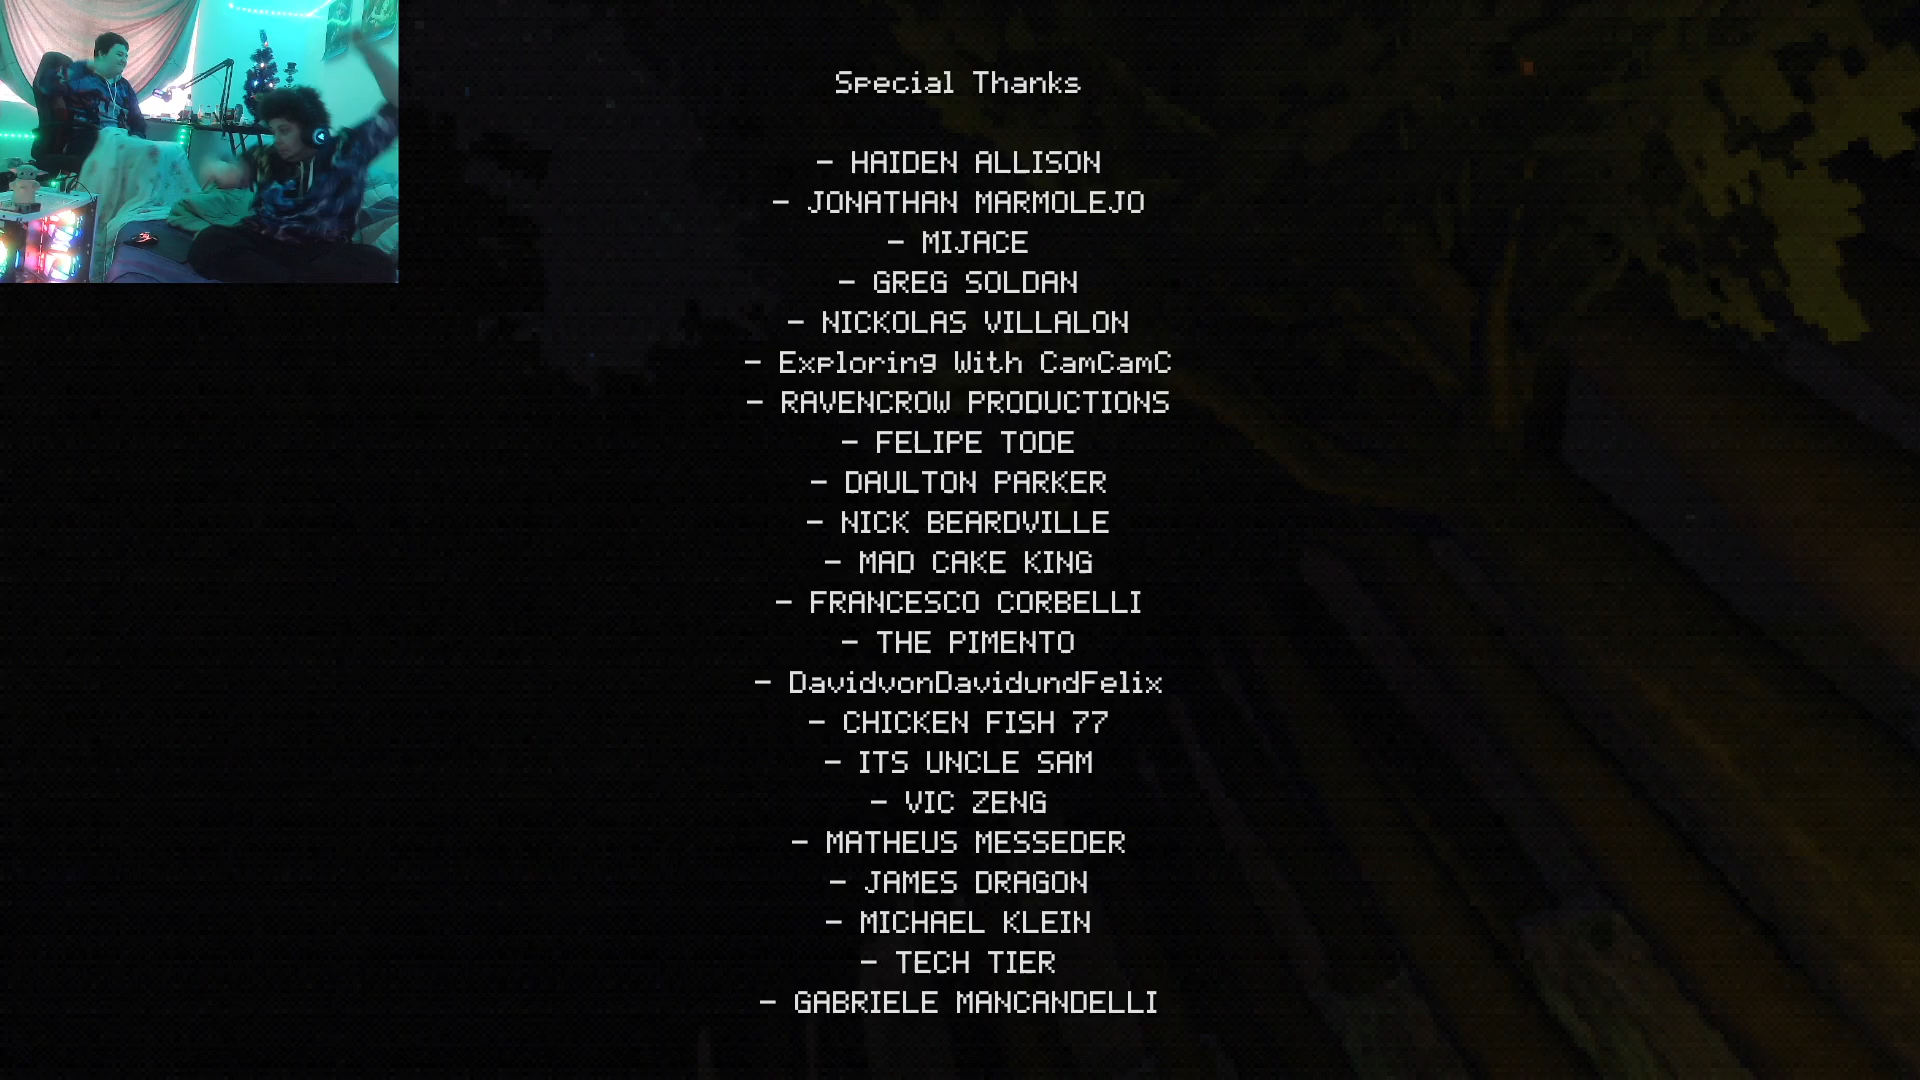 Special Thanks
- HAIDEN ALLISON
- JONATHAN MARMOLEJO
- MIJACE
- GREG SOLDAN
- NICKOLAS VILLALON
- Exploring With CamCamC
- RAVENCROW PRODUCTIONS
- FELIPE TODE
- DAULTON PARKER
- NICK BEARDVILLE
- MAD CAKE KING
- FRANCESCO CORBELLI
- THE PIMENTO
- DavidvonDavidundFelix
- CHICKEN FISH 77
- ITS UNCLE SAM
- VIC ZENG
- MATHEUS MESSEDER
- JAMES DRAGON
- MICHAEL KLEIN
- TECH TIER
- GABRIELE MANCANDELLI